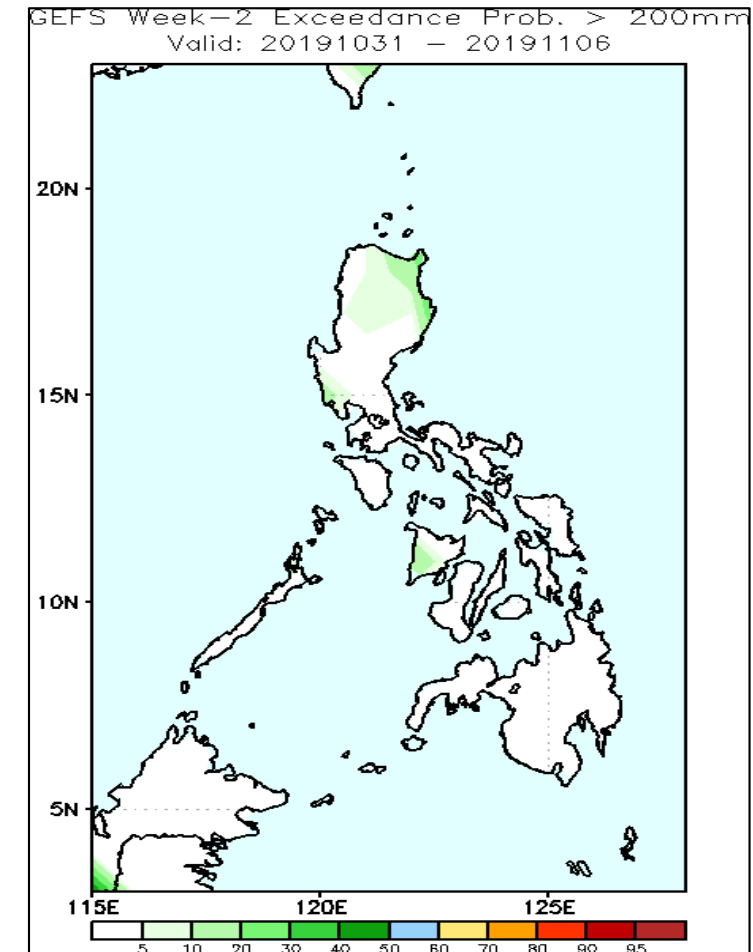 GEFS Week-2 Exceedance Prob. > 200mm
Valid: 20191031 - 20191106
20N
15N
10N
5N
115E 120E 125E
5 10 20 30 40 50 60 70 80 90 95